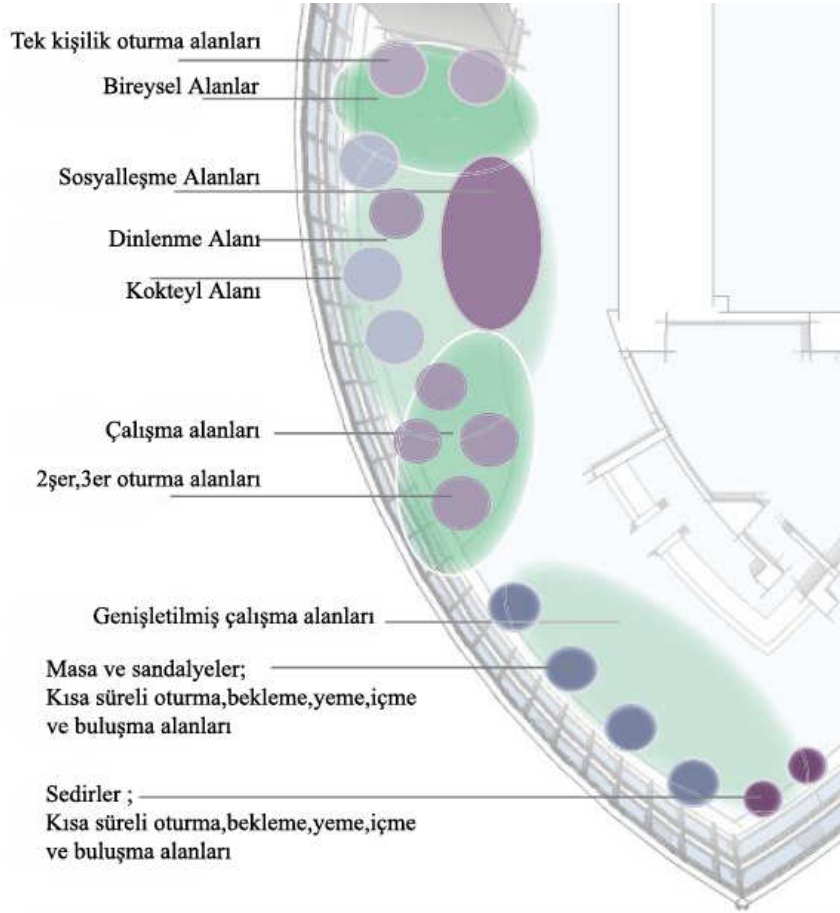 Tek kişilik oturma alanları
Bireysel Alanlar
Sosyalleşme Alanları
Dinlenme Alanı
Kokteyl Alanı
Çalışma alanları
2şer,3er oturma alanları
Genişletilmiş çalışma alanları
Masa ve sandalyeler;
Kısa süreli oturma,bekleme,yeme,içme
ve buluşma alanları
Sedirler ;
Kısa süreli oturma,bekleme,yeme,içme
ve buluşma alanları